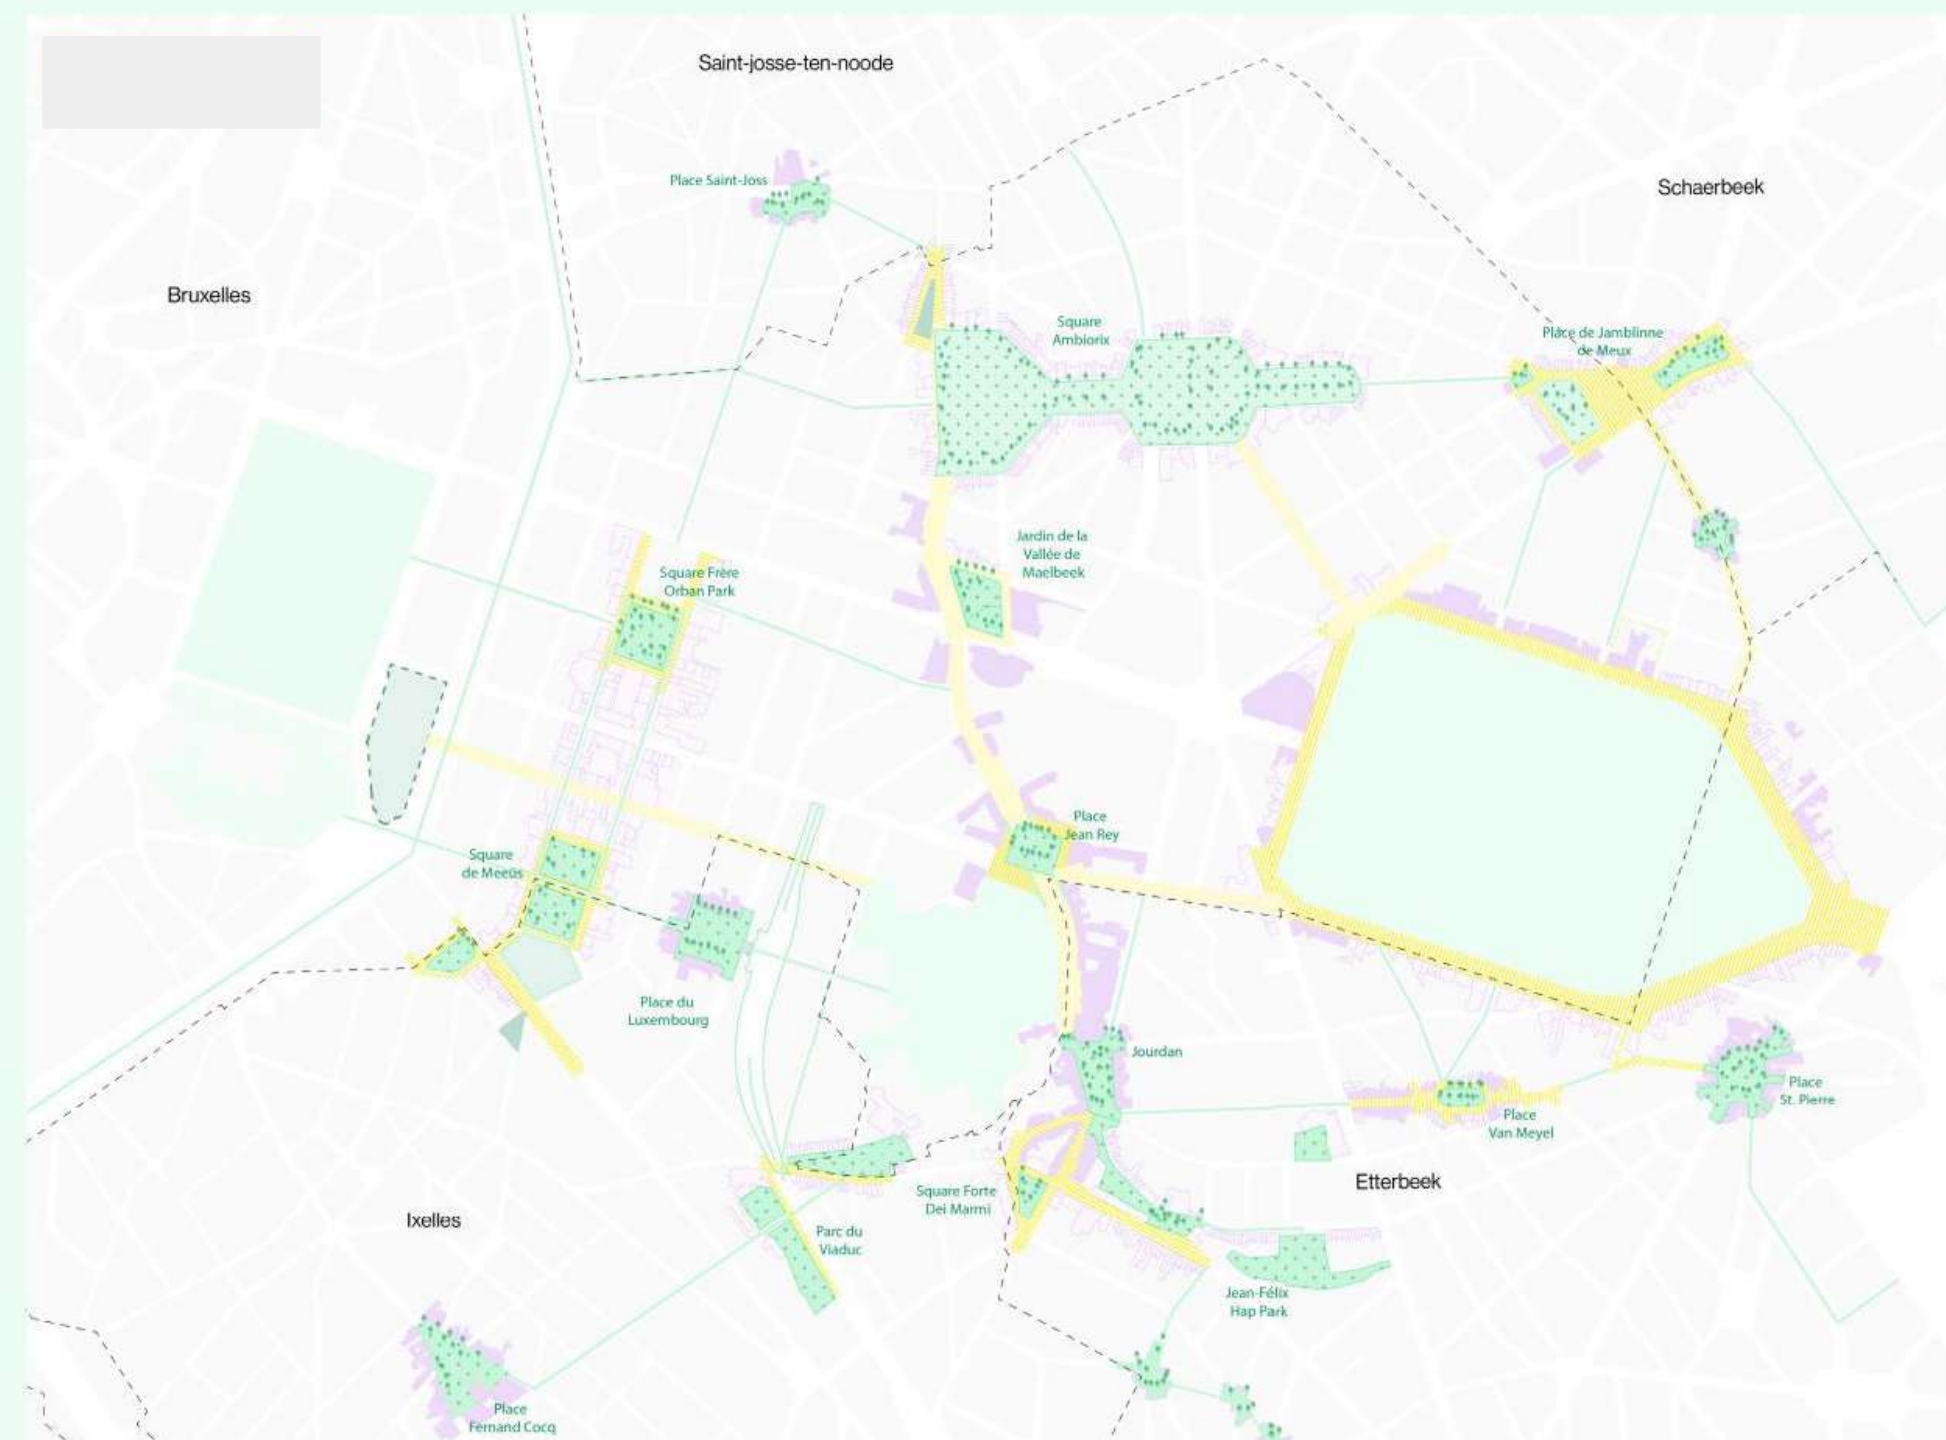 Saint-josse-ten-noode
Place Saint-Joss
Schaerbeek
Bruxelles
Square
Ambiorix
Place de Jamblinne
de Meux
Jardin de la
Vallée de
Maelbeek
Square Frère
Orban Park
Place
Jean Rey
Square
de Meeûs
Place du
Luxembourg
Jourdan
Place
St. Pierre
Place
Van Meyel
Etterbeek
Square Forte
Dei Marmi
Ixelles
Parc du
Viaduc
Jean-Félix
Hap Park
Place
Fernand Cocq